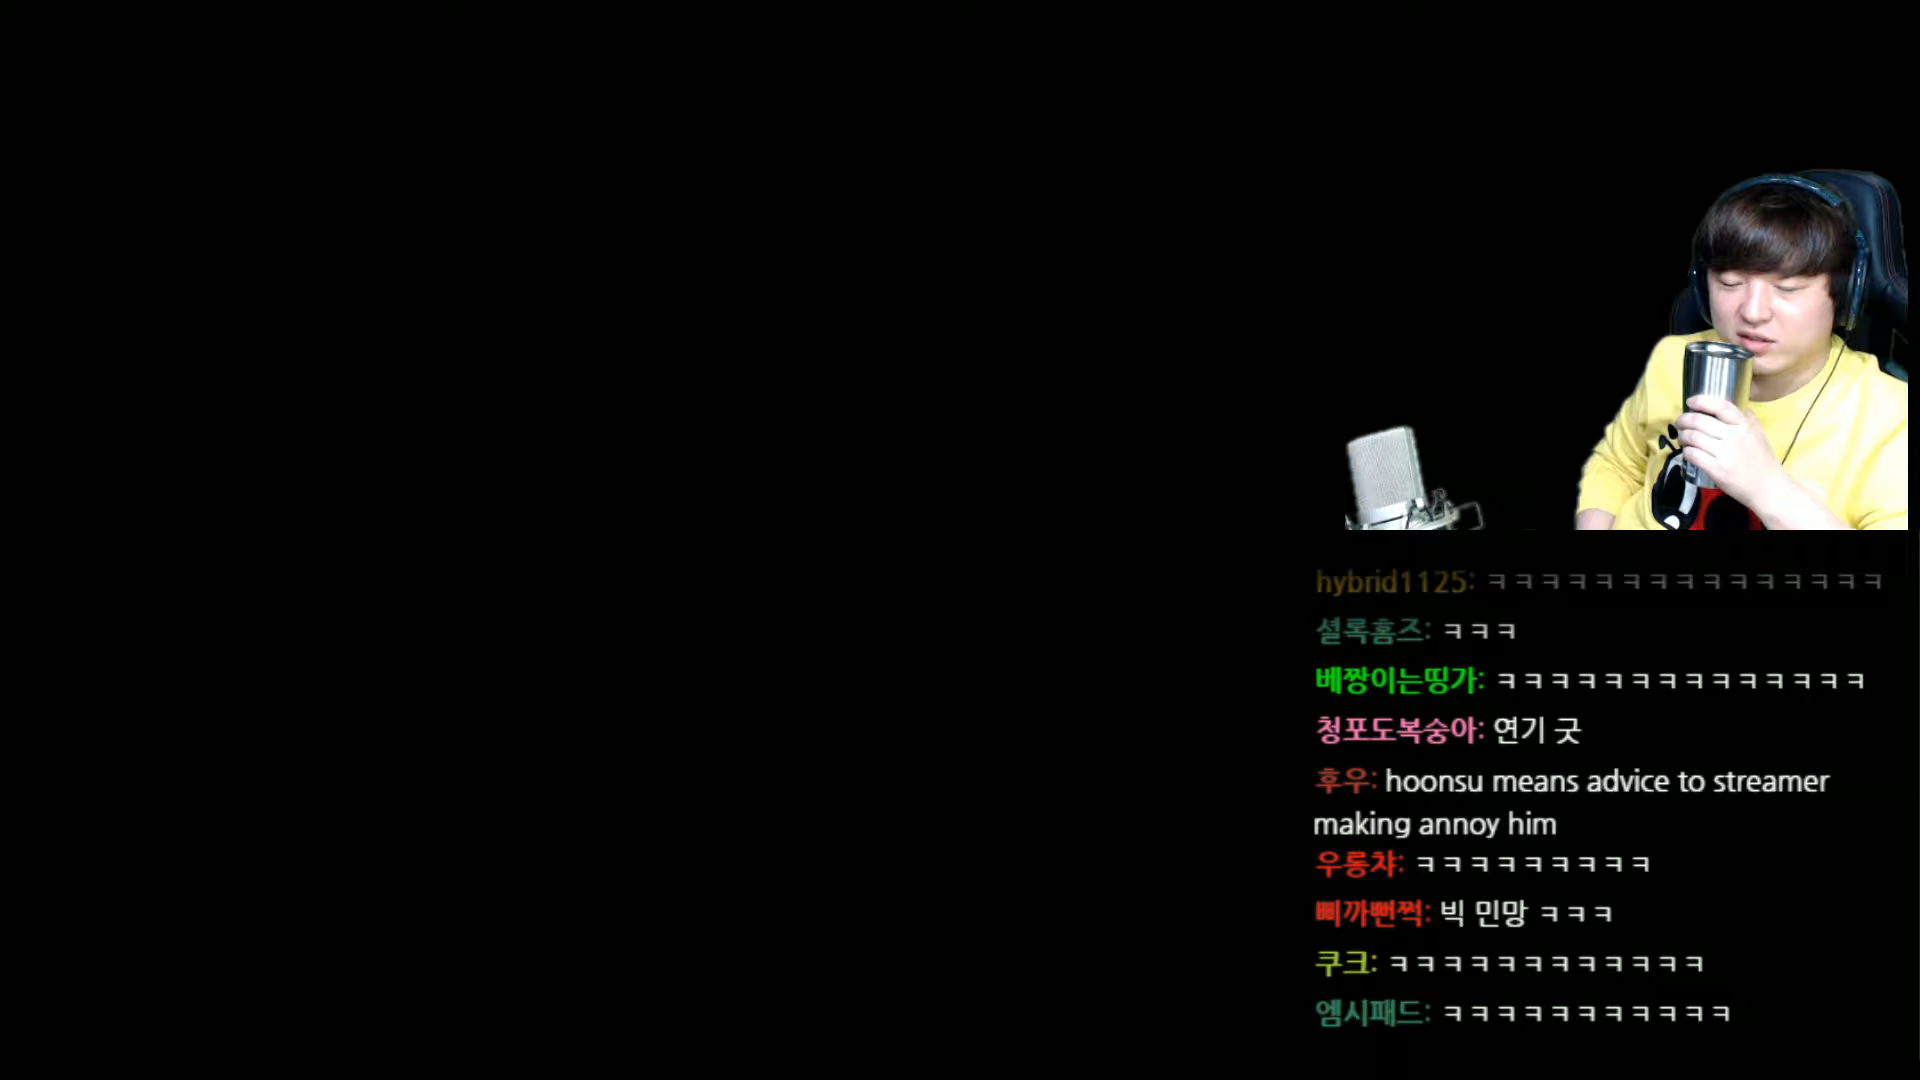 hybrid1125: ㅋㅋㅋㅋㅋㅋㅋㅋㅋㅋㅋㅋㅋㅋㅋ
셜록홈즈: ㅋㅋㅋ
베짱이는띵가: ㅋㅋㅋㅋㅋㅋㅋㅋㅋㅋㅋㅋㅋㅋ
청포도복숭아: 연기 굿
후우: hoonsu means advice to streamer
making annoy him
우롱챠: ㅋㅋㅋㅋㅋㅋㅋㅋㅋ
삐까뻔쩍: 빅 민망 ㅋㅋㅋ
쿠크: ㅋㅋㅋㅋㅋㅋㅋㅋㅋㅋㅋㅋ
엠시패드: ㅋㅋㅋㅋㅋㅋㅋㅋㅋㅋㅋ